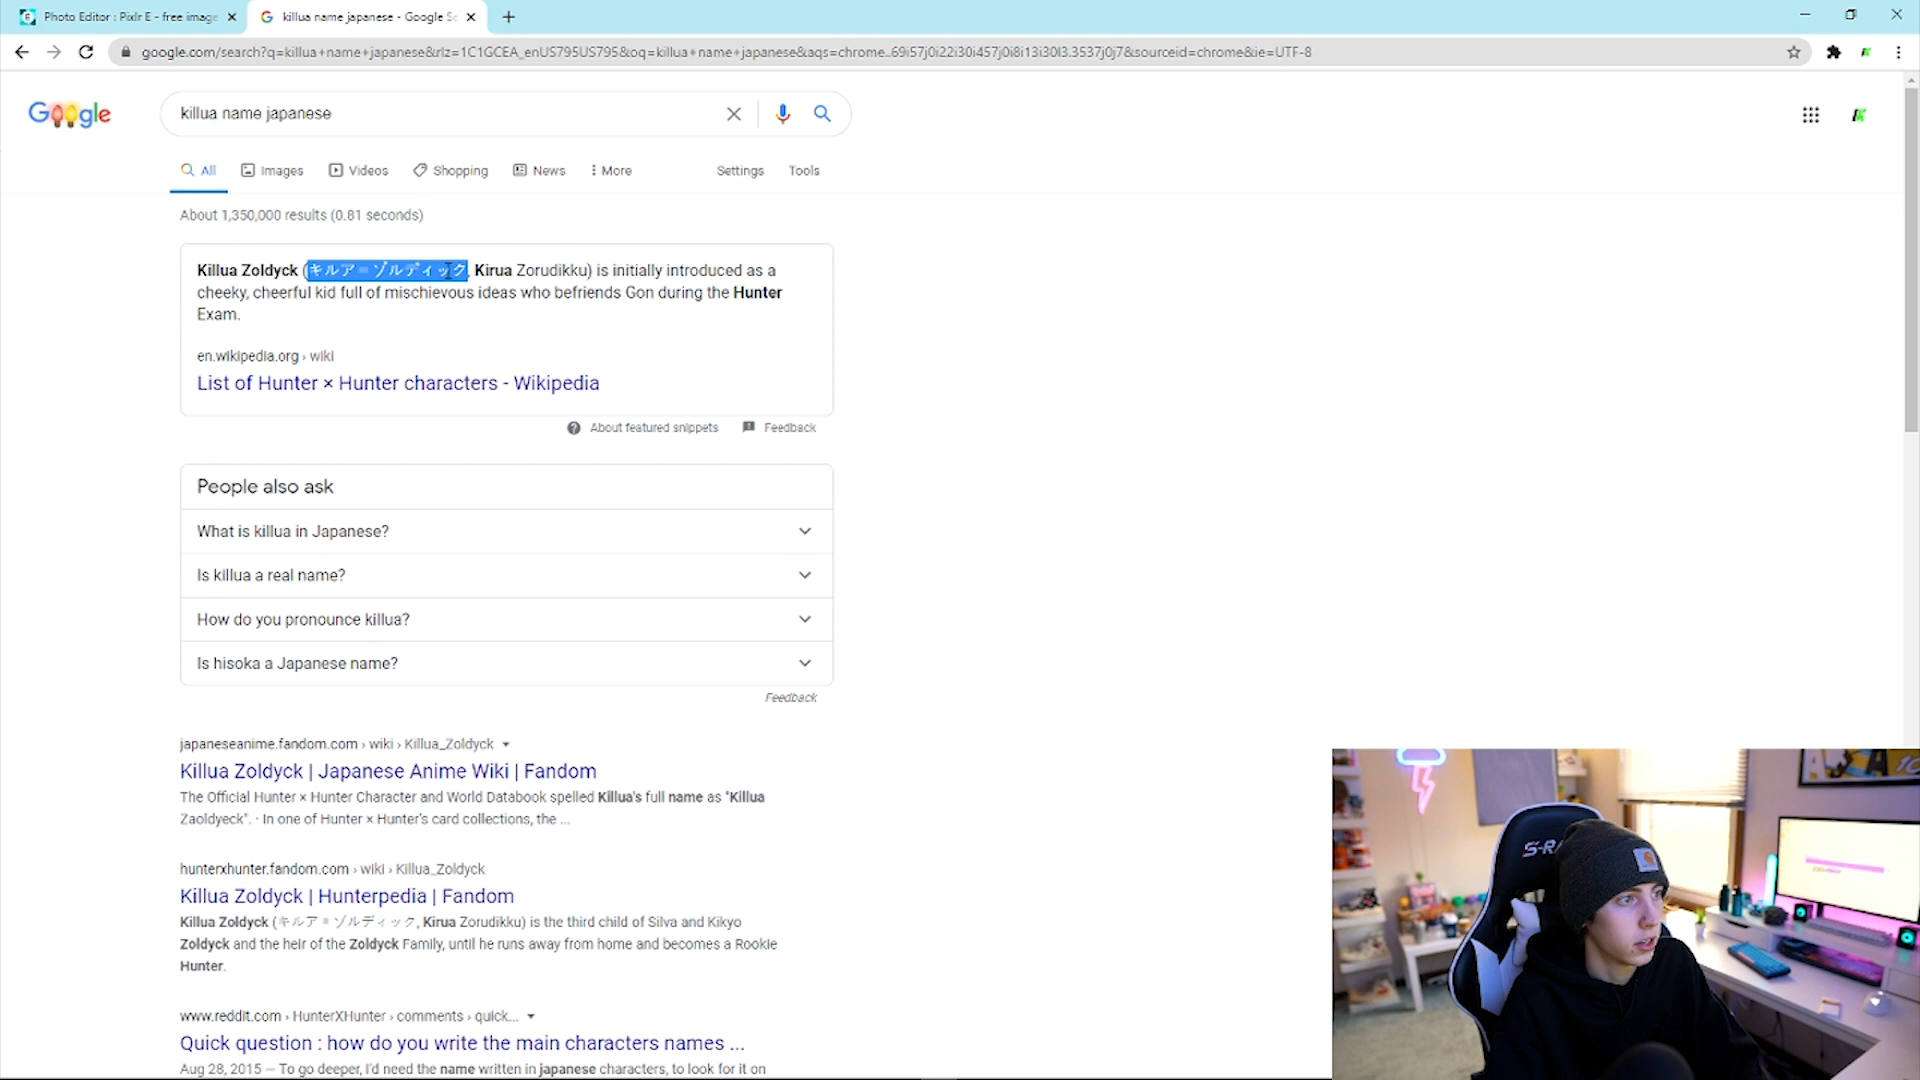 Photo Editor : Pixlr E - free image
killua name japanese - Google Se
google.com/search?q=killua+name+japanese&rlz=1C1GCEA_enUS795US795&oq=killua+name+japanese&aqs=chrome..69i57j0i22i30i457j0i8i13i30l3.3537j0j7&sourceid=chrome&ie=UTF-8
Google
killua name japanese
All
Images
Videos
Shopping
News
More
Settings
Tools
About 1,350,000 results (0.81 seconds)
Killua Zoldyck (キルア=ゾルディック, Kirua Zorudikku) is initially introduced as a
cheeky, cheerful kid full of mischievous ideas who befriends Gon during the Hunter
Exam.
en.wikipedia.org › wiki
List of Hunter × Hunter characters - Wikipedia
About featured snippets
Feedback
People also ask
What is killua in Japanese?
Is killua a real name?
How do you pronounce killua?
Is hisoka a Japanese name?
Feedback
japaneseanime.fandom.com › wiki › Killua_Zoldyck
Killua Zoldyck | Japanese Anime Wiki | Fandom
The Official Hunter × Hunter Character and World Databook spelled Killua's full name as "Killua
Zaoldyeck". · In one of Hunter × Hunter's card collections, the ...
hunterxhunter.fandom.com › wiki › Killua_Zoldyck
Killua Zoldyck | Hunterpedia | Fandom
Killua Zoldyck (キルア=ゾルディック, Kirua Zorudikku) is the third child of Silva and Kikyo
Zoldyck and the heir of the Zoldyck Family, until he runs away from home and becomes a Rookie
Hunter.
www.reddit.com › HunterXHunter › comments › quick...
Quick question : how do you write the main characters names ...
Aug 28, 2015 — To go deeper, I'd need the name written in japanese characters, to look for it on